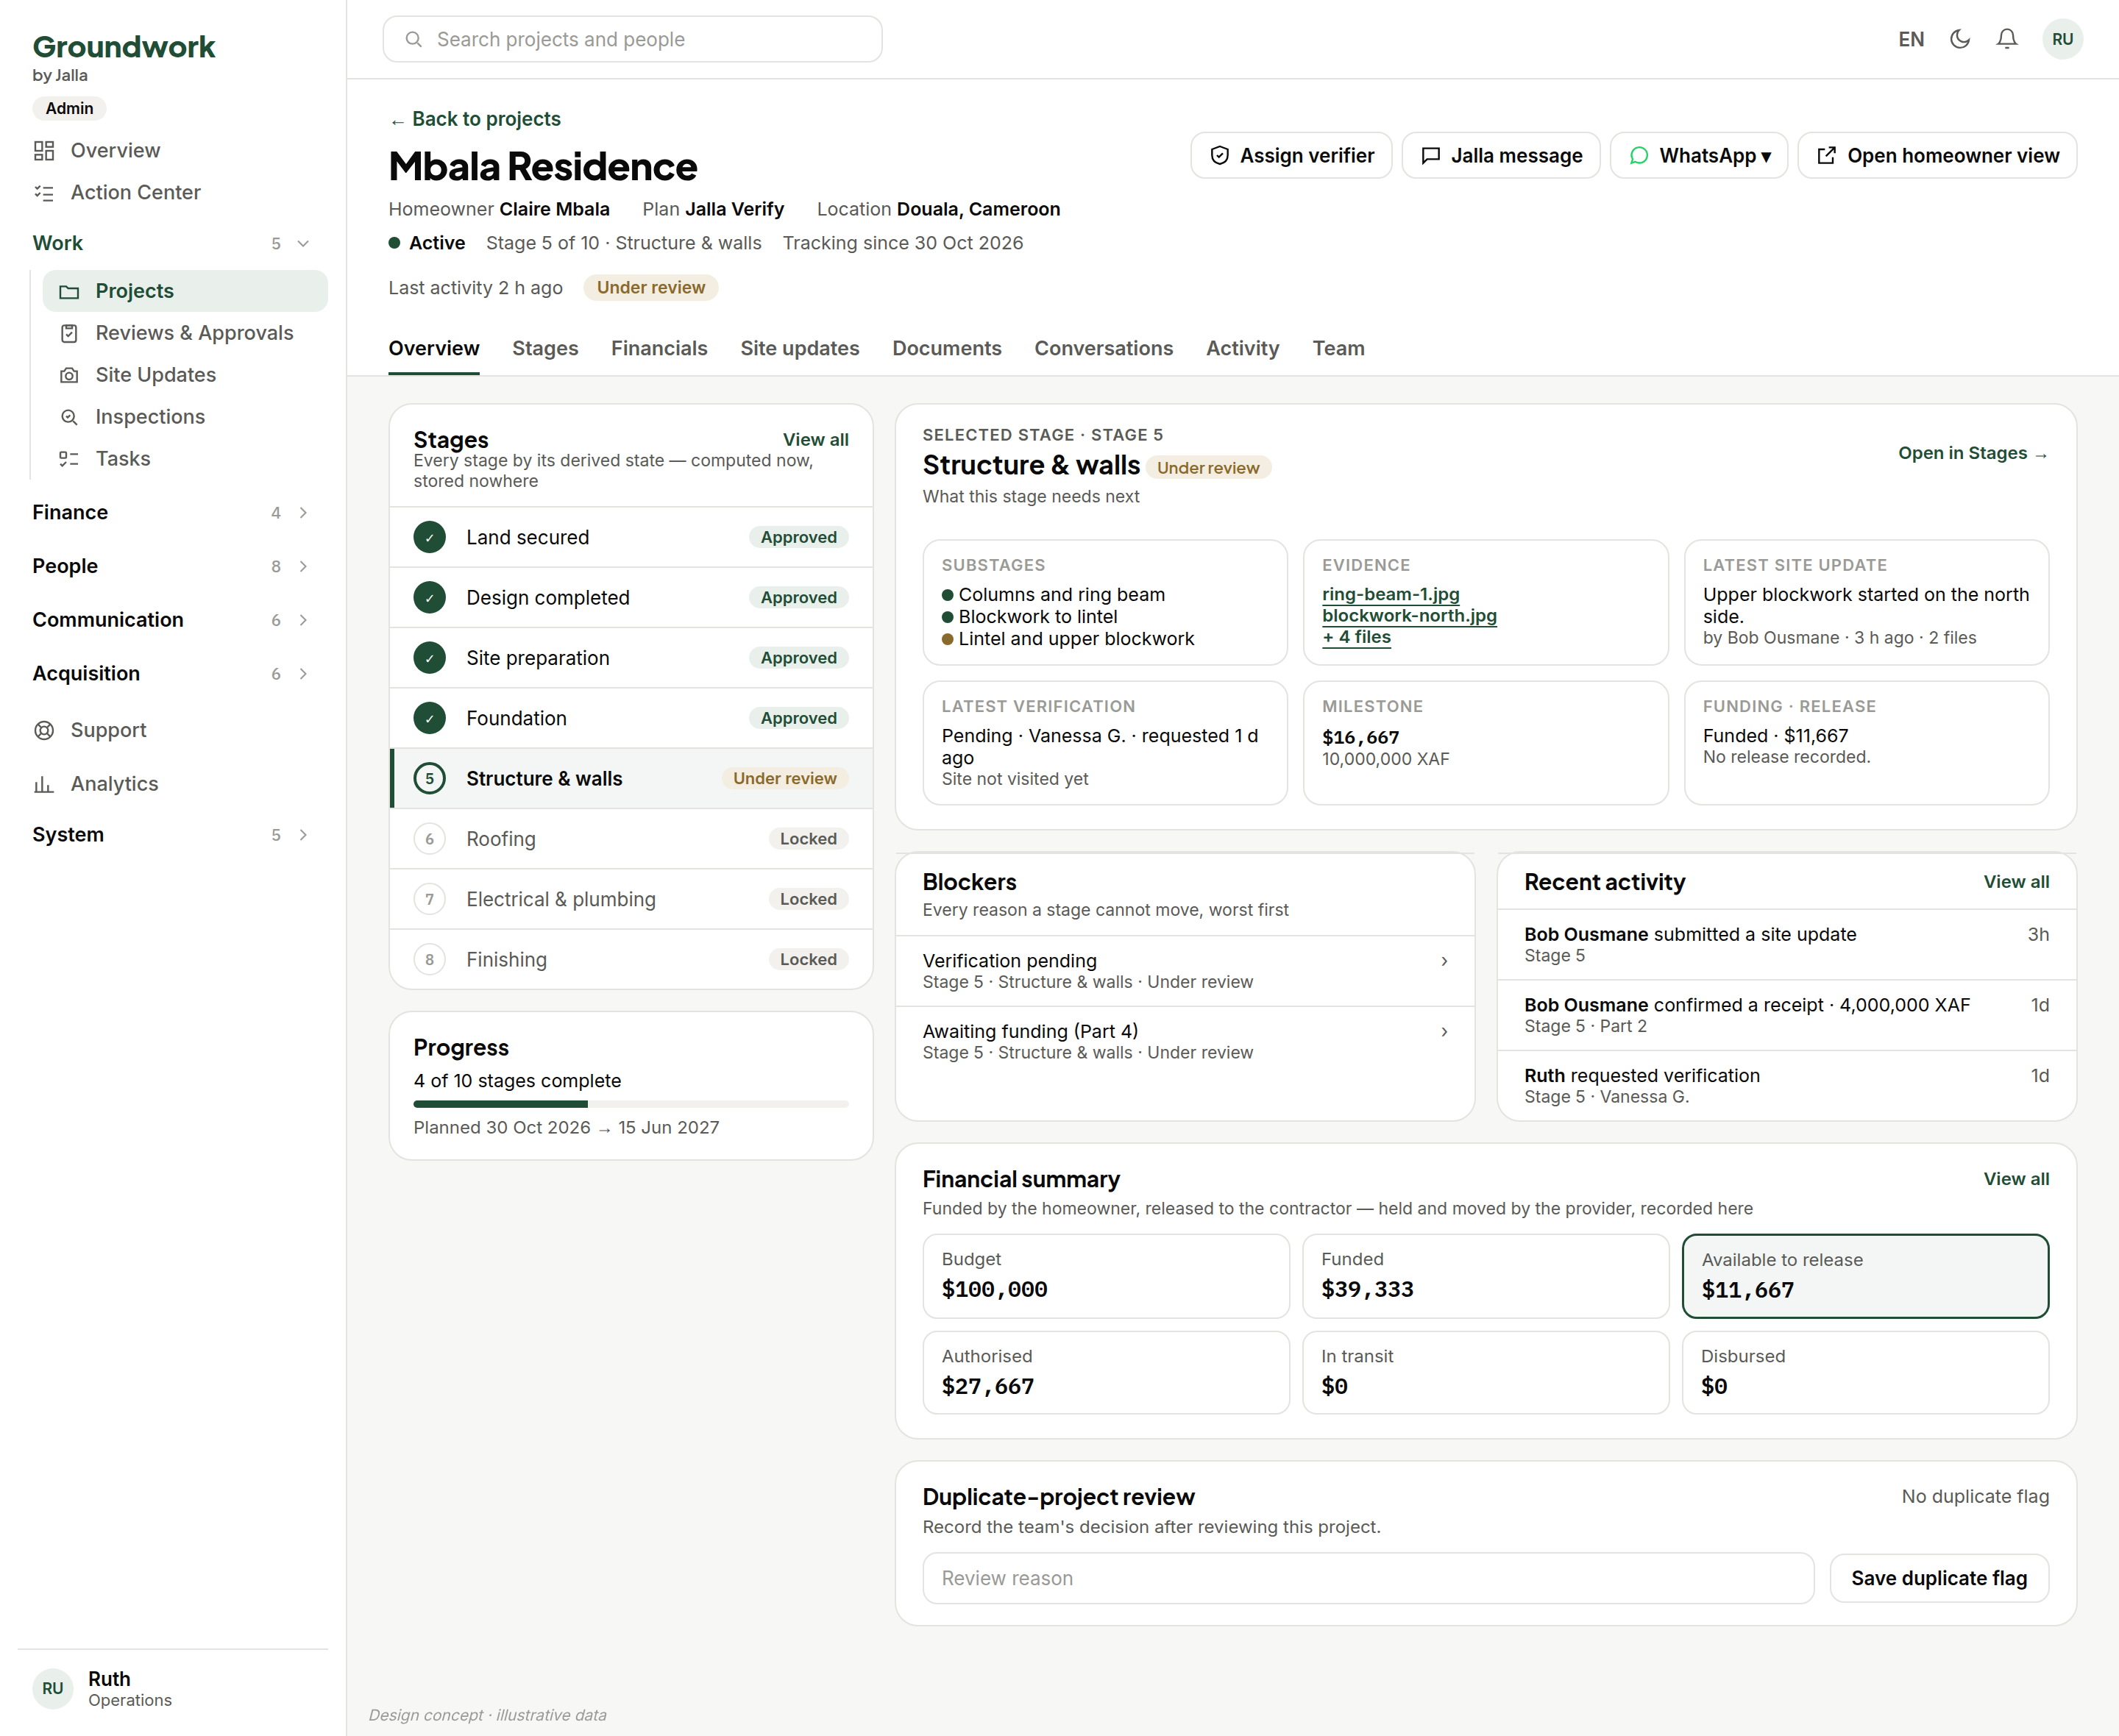 Groundwork
by Jalla
Admin
Overview
Action Center
Work 5
Projects
Reviews & Approvals
Site Updates
Inspections
Tasks
Finance 4
People 8
Communication 6
Acquisition 6
Support
Analytics
System 5
RU
Ruth
Operations
Search projects and people
EN
RU
← Back to projects
Mbala Residence
Assign verifier
Jalla message
WhatsApp ▾
Open homeowner view
Homeowner Claire Mbala Plan Jalla Verify Location Douala, Cameroon
Active Stage 5 of 10 · Structure & walls Tracking since 30 Oct 2026
Last activity 2 h ago Under review
Overview Stages Financials Site updates Documents Conversations Activity Team
Stages View all
Every stage by its derived state — computed now,
stored nowhere
✓ Land secured Approved
✓ Design completed Approved
✓ Site preparation Approved
✓ Foundation Approved
5 Structure & walls Under review
6 Roofing Locked
7 Electrical & plumbing Locked
8 Finishing Locked
Progress
4 of 10 stages complete
Planned 30 Oct 2026 → 15 Jun 2027
SELECTED STAGE · STAGE 5
Structure & walls Under review
Open in Stages →
What this stage needs next
SUBSTAGES
Columns and ring beam
Blockwork to lintel
Lintel and upper blockwork
EVIDENCE
ring-beam-1.jpg
blockwork-north.jpg
+ 4 files
LATEST SITE UPDATE
Upper blockwork started on the north
side.
by Bob Ousmane · 3 h ago · 2 files
LATEST VERIFICATION
Pending · Vanessa G. · requested 1 d
ago
Site not visited yet
MILESTONE
$16,667
10,000,000 XAF
FUNDING · RELEASE
Funded · $11,667
No release recorded.
Blockers
Every reason a stage cannot move, worst first
Verification pending ›
Stage 5 · Structure & walls · Under review
Awaiting funding (Part 4) ›
Stage 5 · Structure & walls · Under review
Recent activity View all
Bob Ousmane submitted a site update 3h
Stage 5
Bob Ousmane confirmed a receipt · 4,000,000 XAF 1d
Stage 5 · Part 2
Ruth requested verification 1d
Stage 5 · Vanessa G.
Financial summary View all
Funded by the homeowner, released to the contractor — held and moved by the provider, recorded here
Budget
$100,000
Funded
$39,333
Available to release
$11,667
Authorised
$27,667
In transit
$0
Disbursed
$0
Duplicate-project review No duplicate flag
Record the team's decision after reviewing this project.
Review reason
Save duplicate flag
Design concept · illustrative data